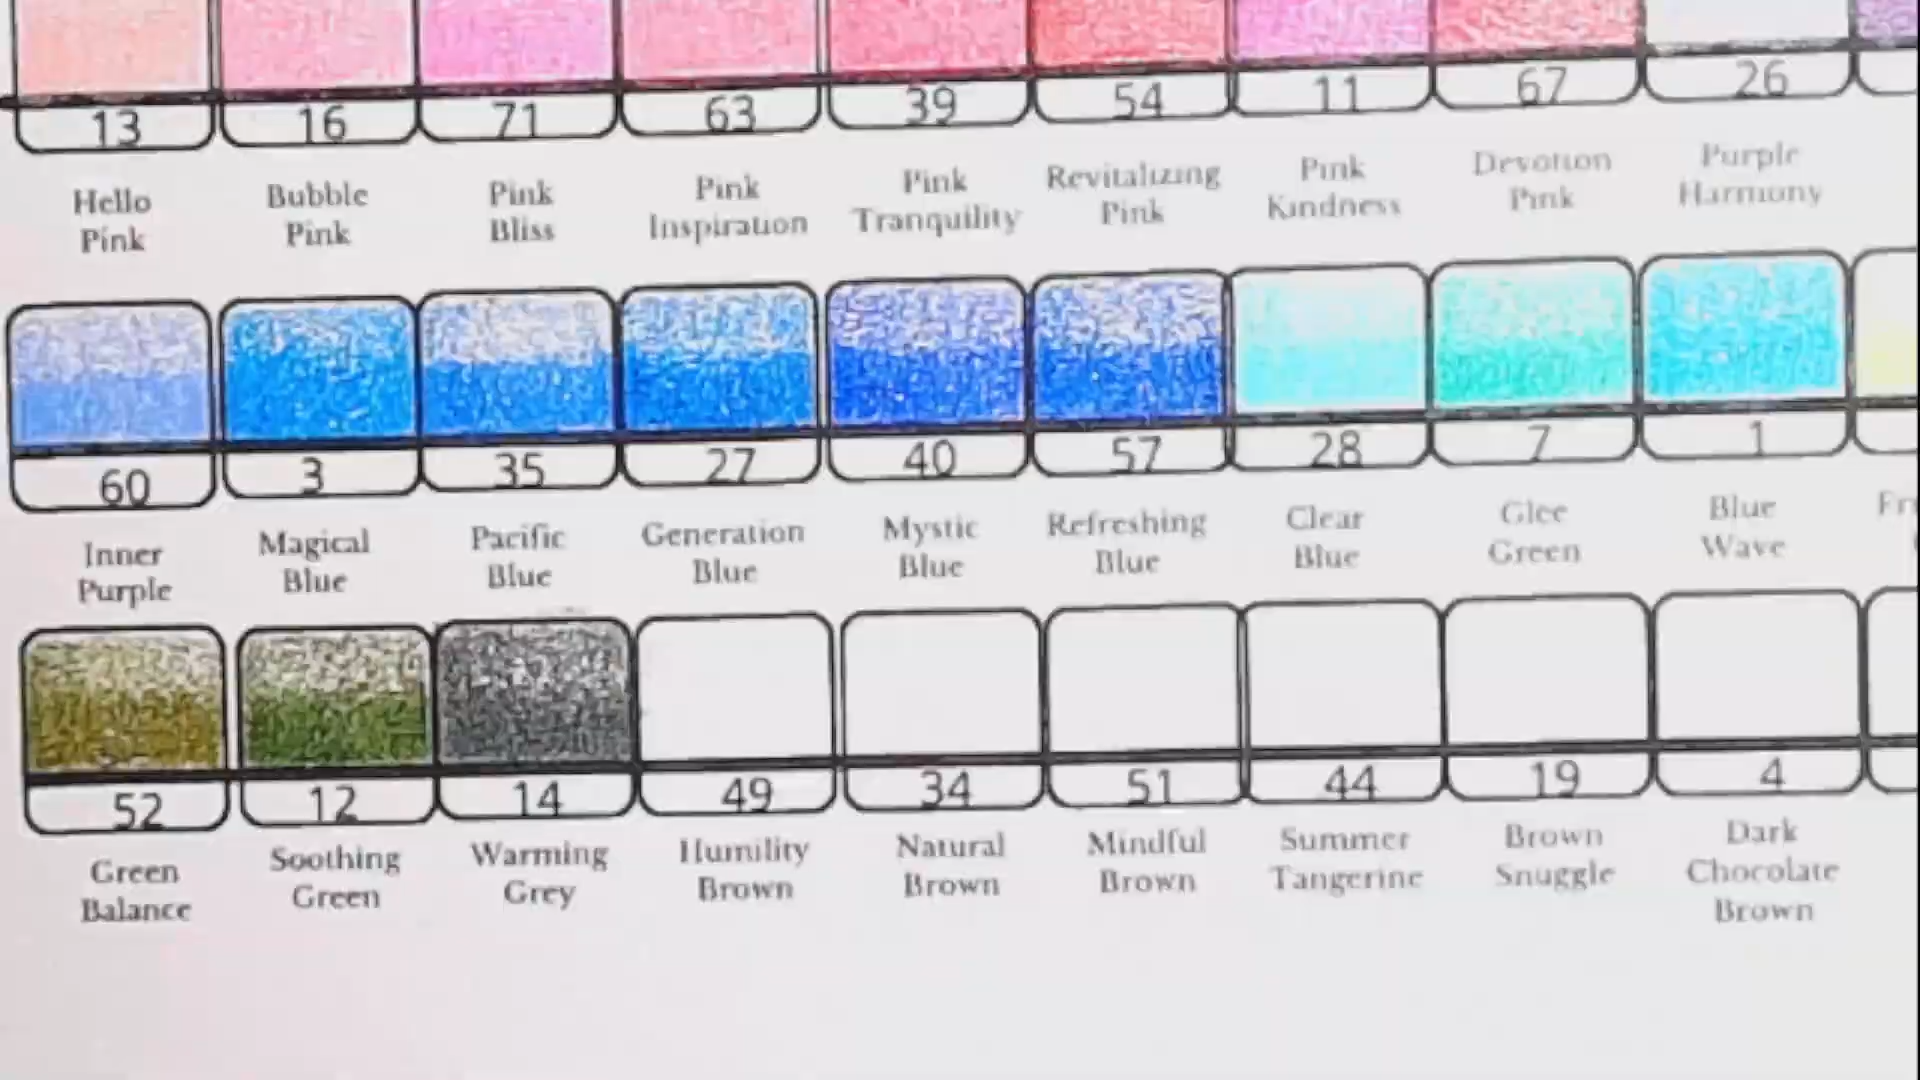 13 16 71 63 39 54 11 67 26
Hello Pink
Bubble Pink
Pink Bliss
Pink Inspiration
Pink Tranquility
Revitalizing Pink
Pink Kindness
Devotion Pink
Purple Harmony
60 3 35 27 40 57 28 7 1
Inner Purple
Magical Blue
Pacific Blue
Generation Blue
Mystic Blue
Refreshing Blue
Clear Blue
Glee Green
Blue Wave
52 12 14 49 34 51 44 19 4
Green Balance
Soothing Green
Warming Grey
Humility Brown
Natural Brown
Mindful Brown
Summer Tangerine
Brown Snuggle
Dark Chocolate Brown